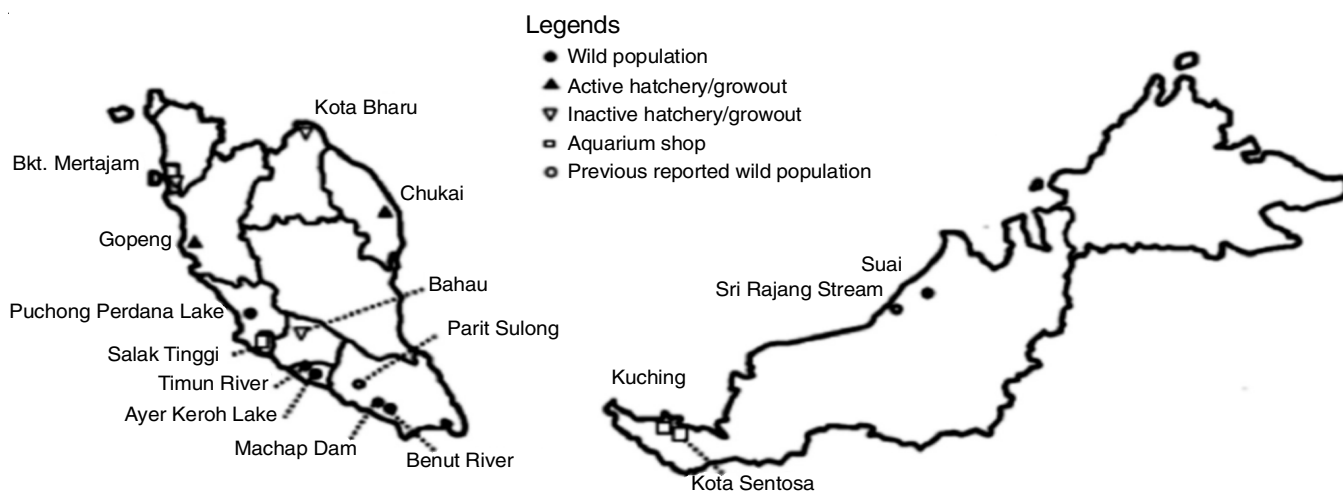 Legends
Wild population
Active hatchery/growout
Inactive hatchery/growout
Aquarium shop
Previous reported wild population
Kota Bharu
Bkt. Mertajam
Chukai
Gopeng
Bahau
Puchong Perdana Lake
Parit Sulong
Salak Tinggi
Timun River
Ayer Keroh Lake
Machap Dam
Benut River
Suai
Sri Rajang Stream
Kuching
Kota Sentosa